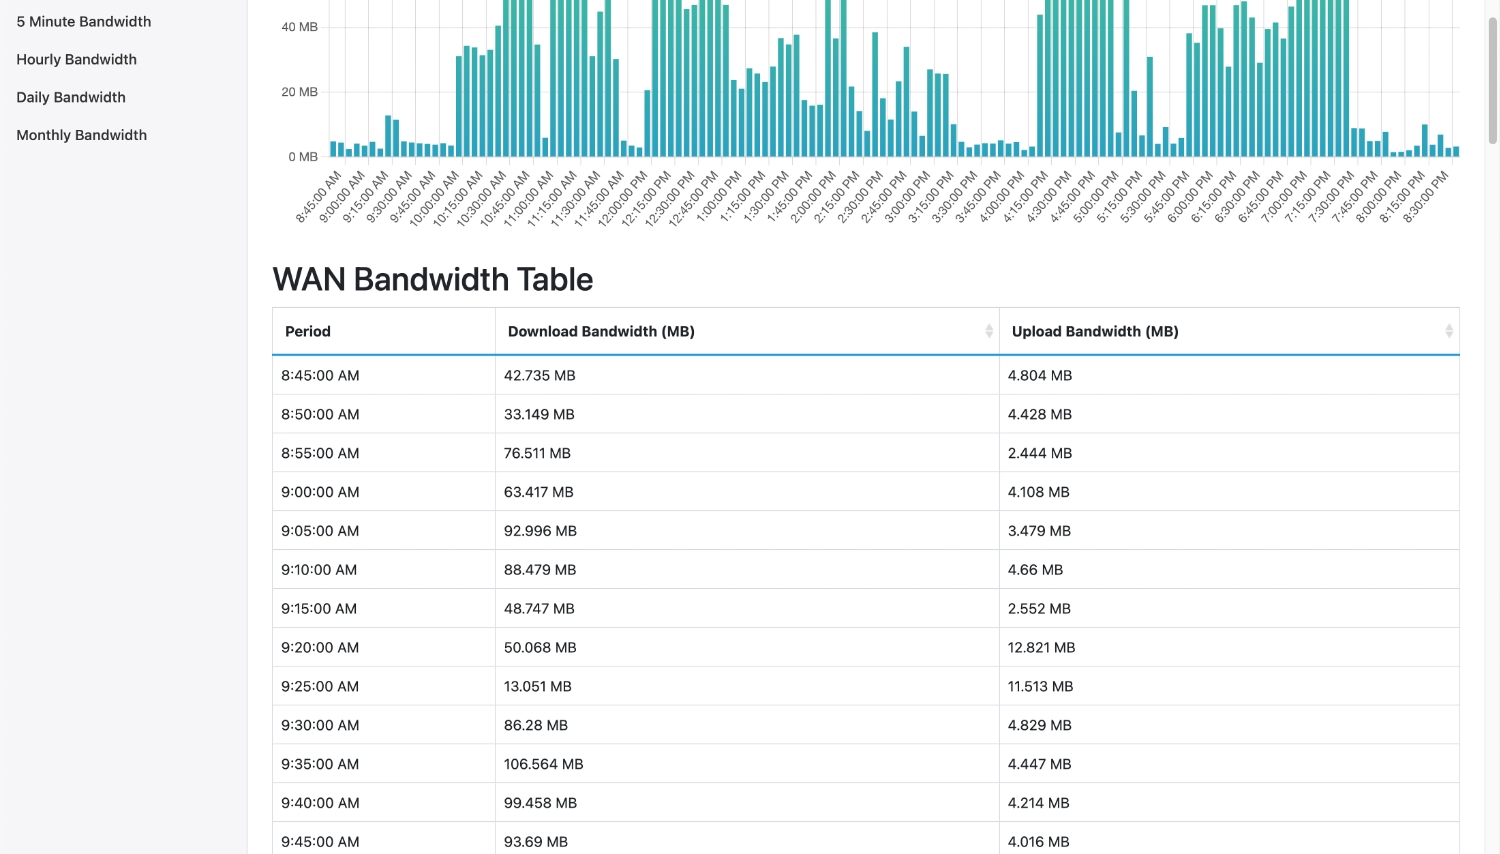 5 Minute Bandwidth
Hourly Bandwidth
Daily Bandwidth
Monthly Bandwidth
40 MB
20 MB
0 MB
8:45:00 AM
9:00:00 AM
9:15:00 AM
9:30:00 AM
9:45:00 AM
10:00:00 AM
10:15:00 AM
10:30:00 AM
10:45:00 AM
11:00:00 AM
11:15:00 AM
11:30:00 AM
11:45:00 AM
12:00:00 PM
12:15:00 PM
12:30:00 PM
12:45:00 PM
1:00:00 PM
1:15:00 PM
1:30:00 PM
1:45:00 PM
2:00:00 PM
2:15:00 PM
2:30:00 PM
2:45:00 PM
3:00:00 PM
3:15:00 PM
3:30:00 PM
3:45:00 PM
4:00:00 PM
4:15:00 PM
4:30:00 PM
4:45:00 PM
5:00:00 PM
5:15:00 PM
5:30:00 PM
5:45:00 PM
6:00:00 PM
6:15:00 PM
6:30:00 PM
6:45:00 PM
7:00:00 PM
7:15:00 PM
7:30:00 PM
7:45:00 PM
8:00:00 PM
8:15:00 PM
8:30:00 PM
WAN Bandwidth Table
Period Download Bandwidth (MB) Upload Bandwidth (MB)
8:45:00 AM 42.735 MB 4.804 MB
8:50:00 AM 33.149 MB 4.428 MB
8:55:00 AM 76.511 MB 2.444 MB
9:00:00 AM 63.417 MB 4.108 MB
9:05:00 AM 92.996 MB 3.479 MB
9:10:00 AM 88.479 MB 4.66 MB
9:15:00 AM 48.747 MB 2.552 MB
9:20:00 AM 50.068 MB 12.821 MB
9:25:00 AM 13.051 MB 11.513 MB
9:30:00 AM 86.28 MB 4.829 MB
9:35:00 AM 106.564 MB 4.447 MB
9:40:00 AM 99.458 MB 4.214 MB
9:45:00 AM 93.69 MB 4.016 MB